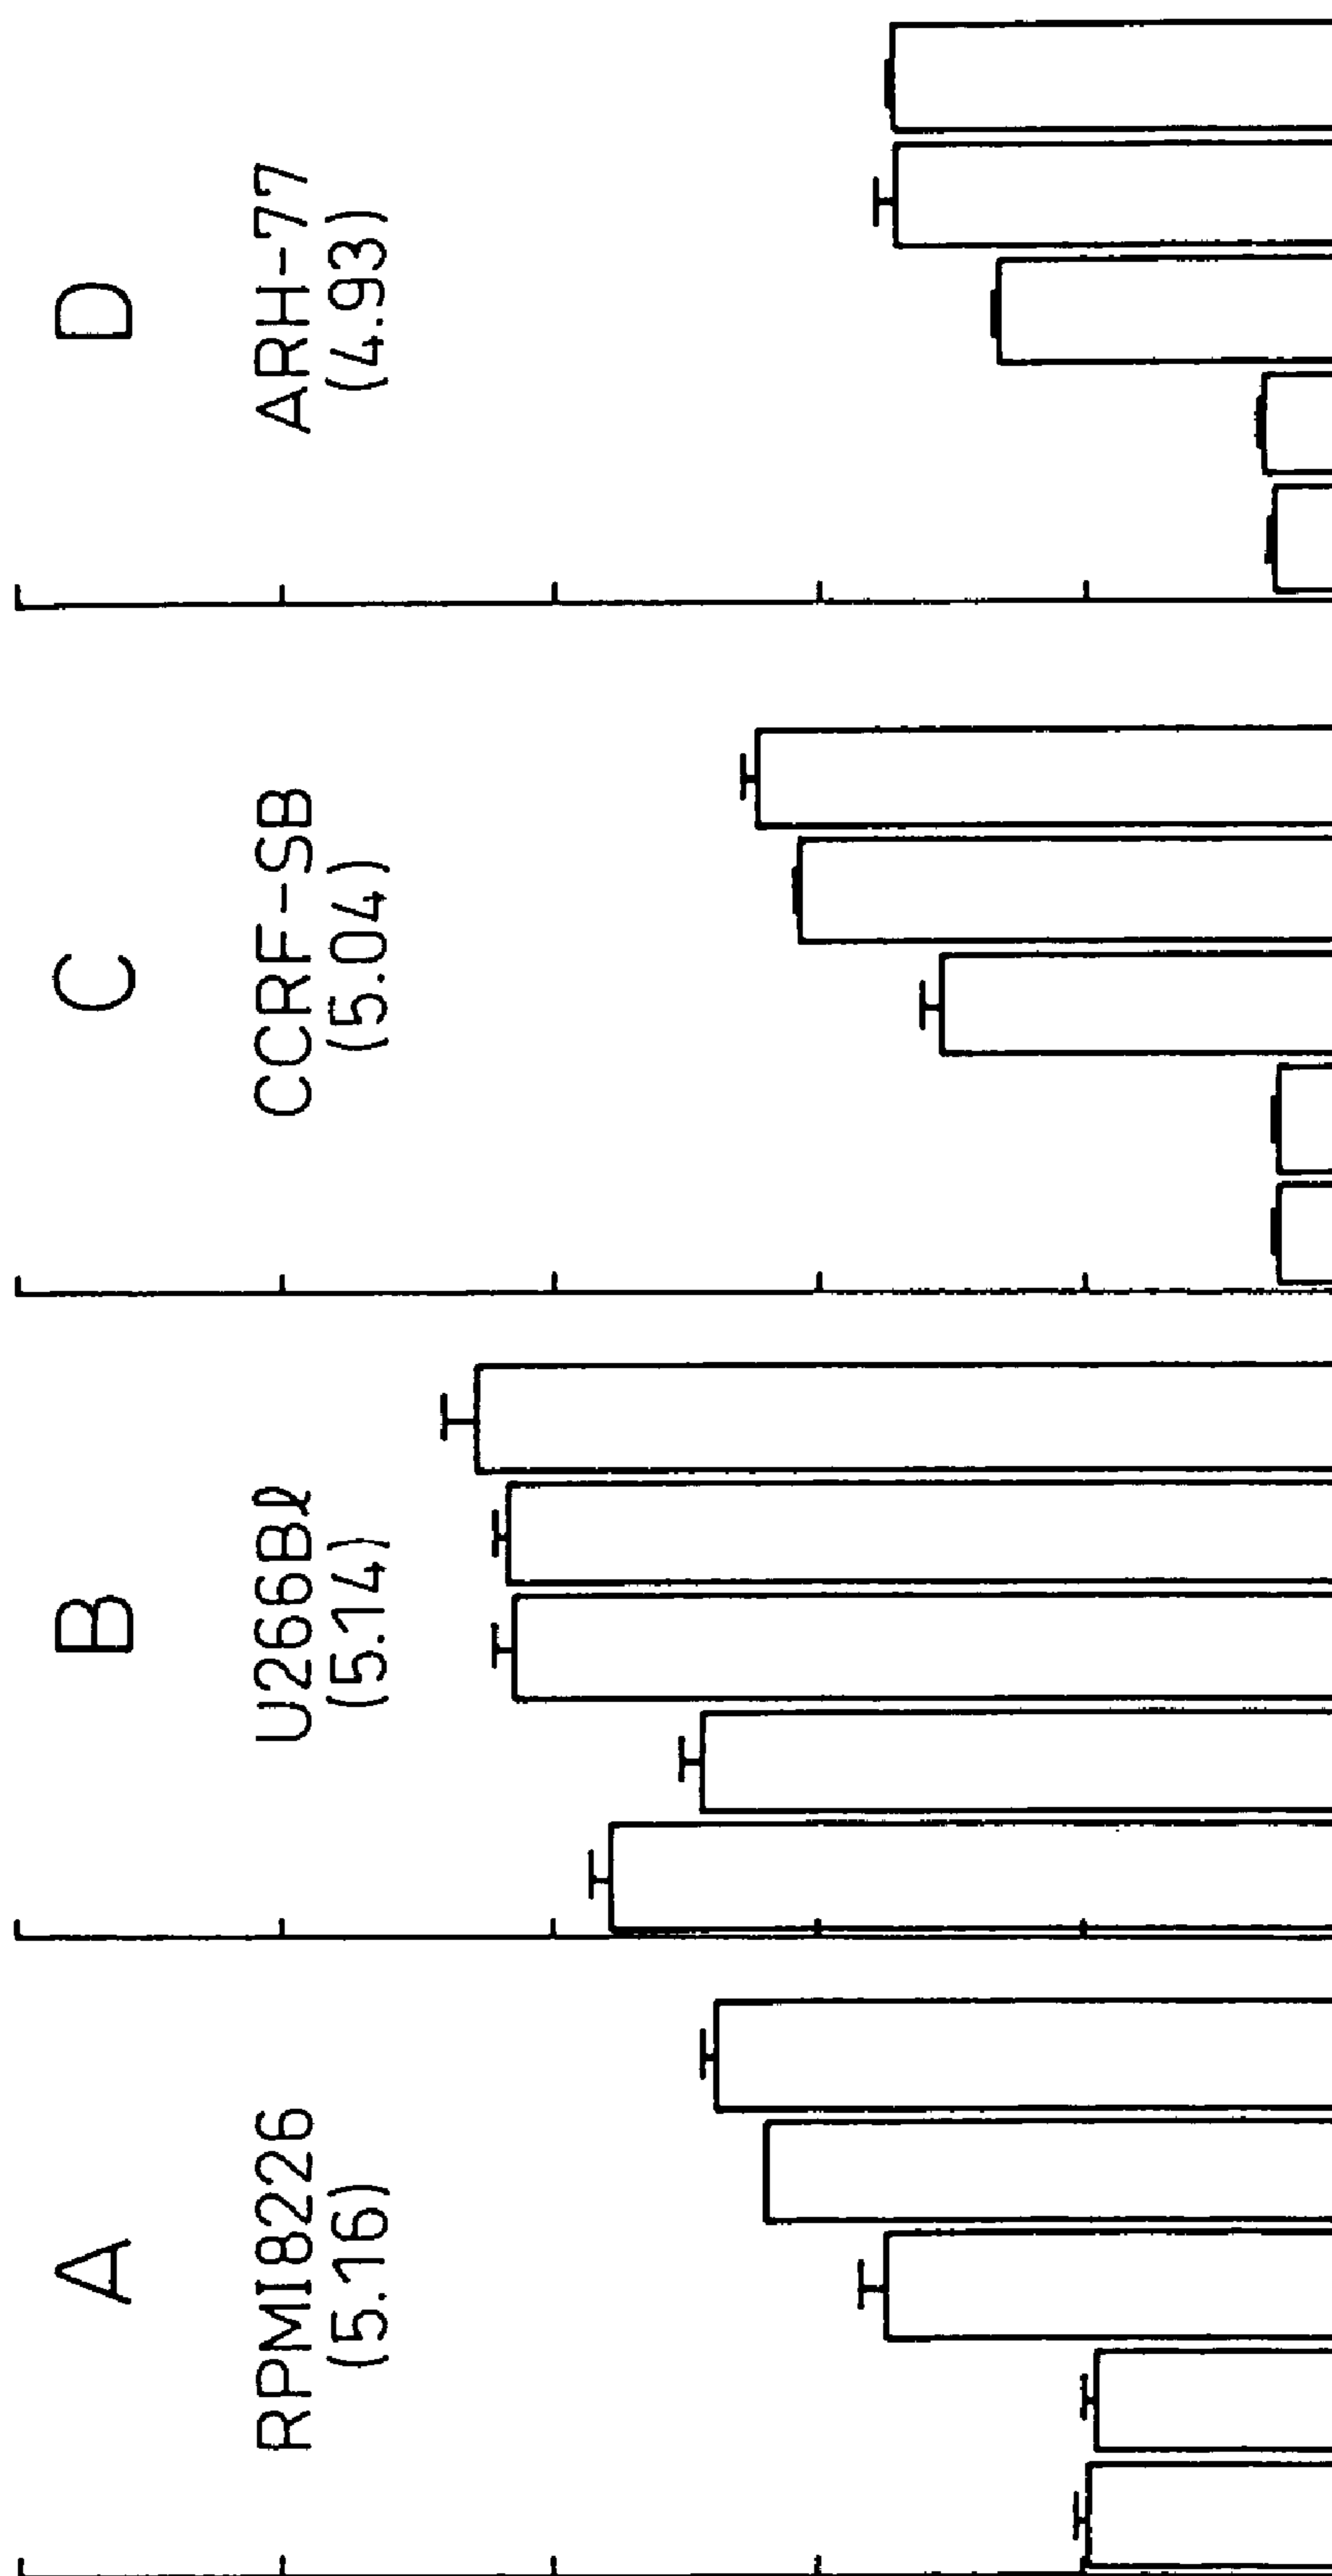 A
RPMI8226
(5.16)
B
U266Bℓ
(5.14)
C
CCRF-SB
(5.04)
D
ARH-77
(4.93)